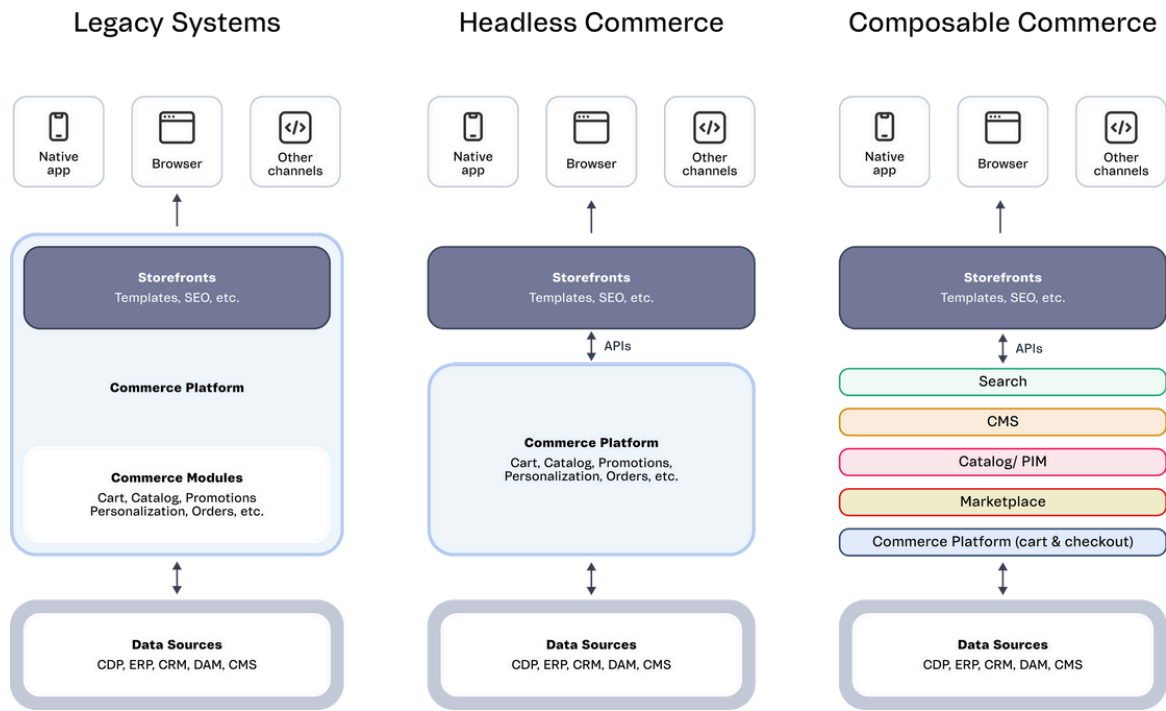 Legacy Systems
Native
app
Browser
Other
channels
Storefronts
Templates, SEO, etc.
Commerce Platform
Commerce Modules
Cart, Catalog, Promotions
Personalization, Orders, etc.
Data Sources
CDP, ERP, CRM, DAM, CMS
Headless Commerce
Native
app
Browser
Other
channels
Storefronts
Templates, SEO, etc.
APIs
Commerce Platform
Cart, Catalog, Promotions,
Personalization, Orders, etc.
Data Sources
CDP, ERP, CRM, DAM, CMS
Composable Commerce
Native
app
Browser
Other
channels
Storefronts
Templates, SEO, etc.
APIs
Search
CMS
Catalog/ PIM
Marketplace
Commerce Platform (cart & checkout)
Data Sources
CDP, ERP, CRM, DAM, CMS